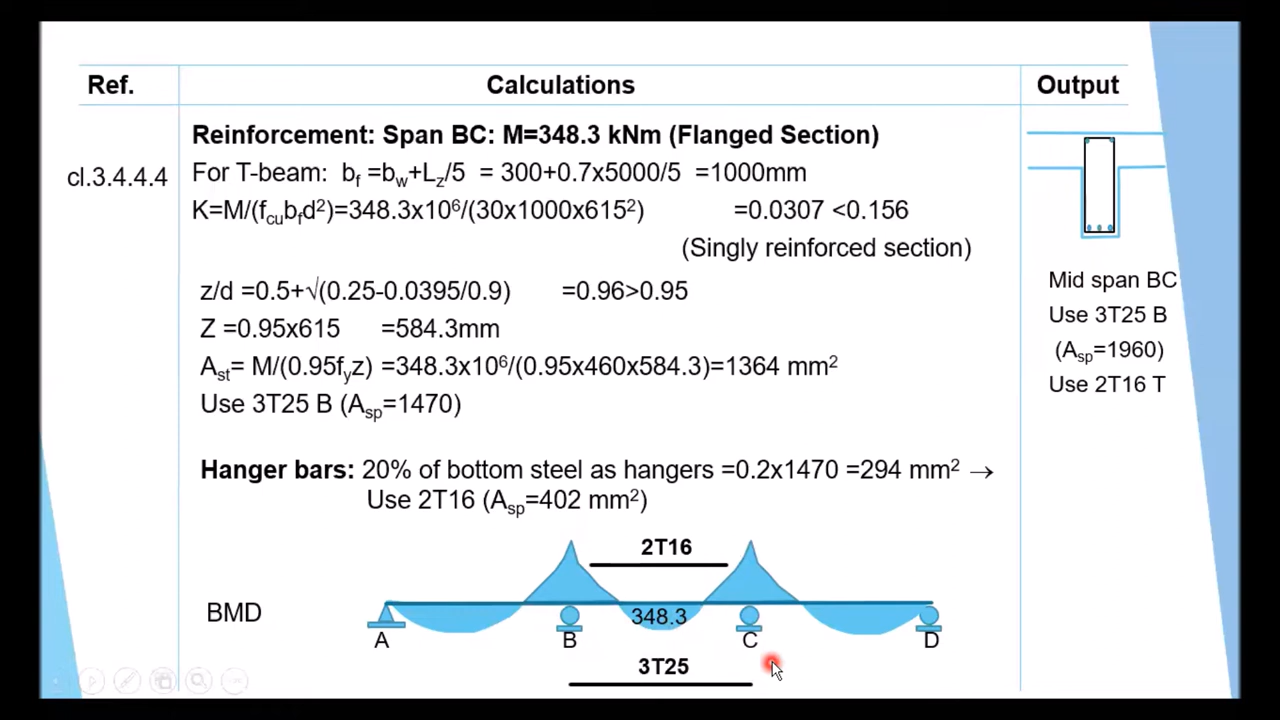 Ref.
Calculations
Output
Reinforcement: Span BC: M=348.3 kNm (Flanged Section)
cl.3.4.4.4
For T-beam: bf =bw+Lz/5 = 300+0.7x5000/5 =1000mm
K=M/(fcubfd²)=348.3x10⁶/(30x1000x615²) =0.0307 <0.156
(Singly reinforced section)
z/d =0.5+√(0.25-0.0395/0.9) =0.96>0.95
Z =0.95x615 =584.3mm
Ast= M/(0.95fyz) =348.3x10⁶/(0.95x460x584.3)=1364 mm²
Use 3T25 B (Asp=1470)
Hanger bars: 20% of bottom steel as hangers =0.2x1470 =294 mm² →
Use 2T16 (Asp=402 mm²)
Mid span BC
Use 3T25 B
(Asp=1960)
Use 2T16 T
2T16
BMD
348.3
A B C D
3T25